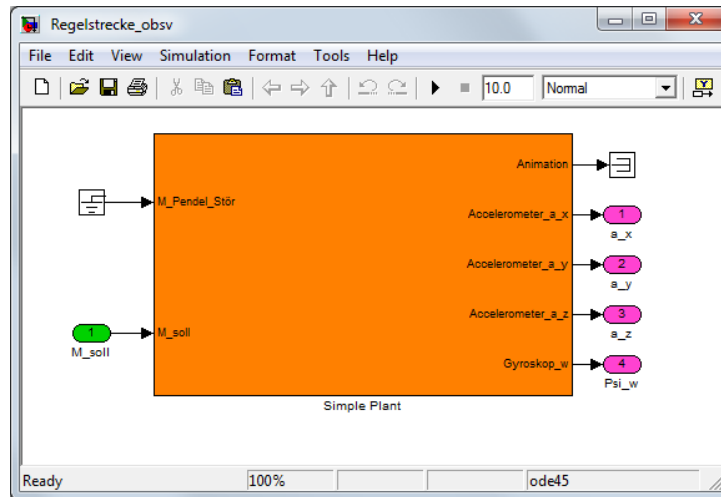 Regelstrecke_obsv
File Edit View Simulation Format Tools Help
10.0 Normal
Animation
M_Pendel_Stör
Accelerometer_a_x
1
a_x
Accelerometer_a_y
2
a_y
1
M_soll
M_soll
Accelerometer_a_z
3
a_z
Gyroskop_w
4
Psi_w
Simple Plant
Ready 100% ode45